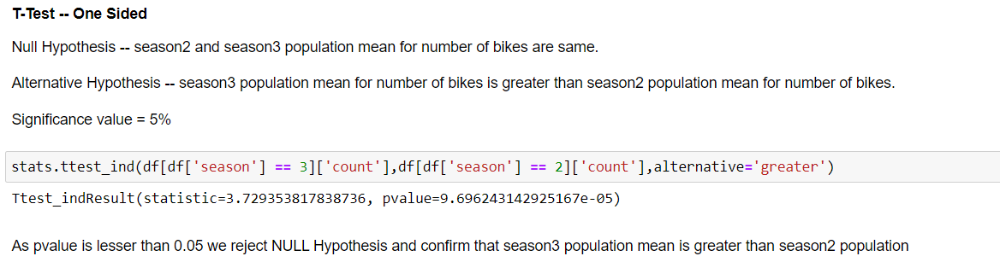 T-Test -- One Sided
Null Hypothesis -- season2 and season3 population mean for number of bikes are same.
Alternative Hypothesis -- season3 population mean for number of bikes is greater than season2 population mean for number of bikes.
Significance value = 5%
stats.ttest_ind(df[df['season'] == 3]['count'],df[df['season'] == 2]['count'],alternative='greater')
Ttest_indResult(statistic=3.729353817838736, pvalue=9.696243142925167e-05)
As pvalue is lesser than 0.05 we reject NULL Hypothesis and confirm that season3 population mean is greater than season2 population